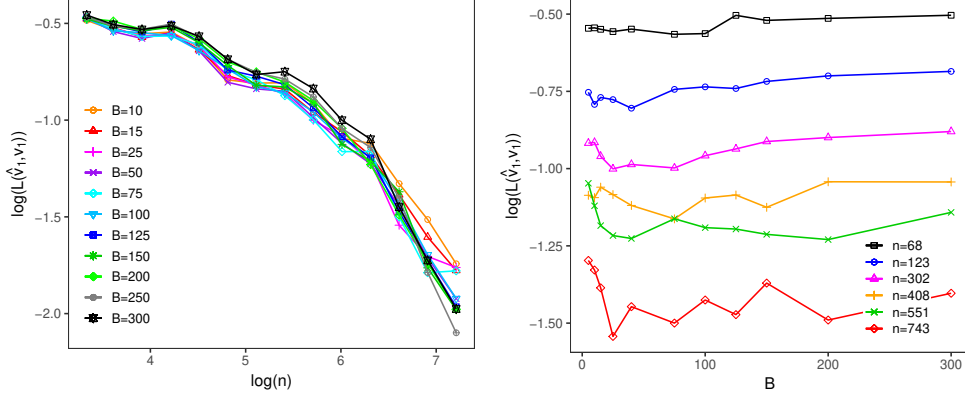 −0.5
−1.0
−1.5
−2.0
log(L(v̂₁,v₁))
B=10
B=15
B=25
B=50
B=75
B=100
B=125
B=150
B=200
B=250
B=300
4 5 6 7
log(n)
−0.50
−0.75
−1.00
−1.25
−1.50
log(L(v̂₁,v₁))
n=68
n=123
n=302
n=408
n=551
n=743
0 100 200 300
B